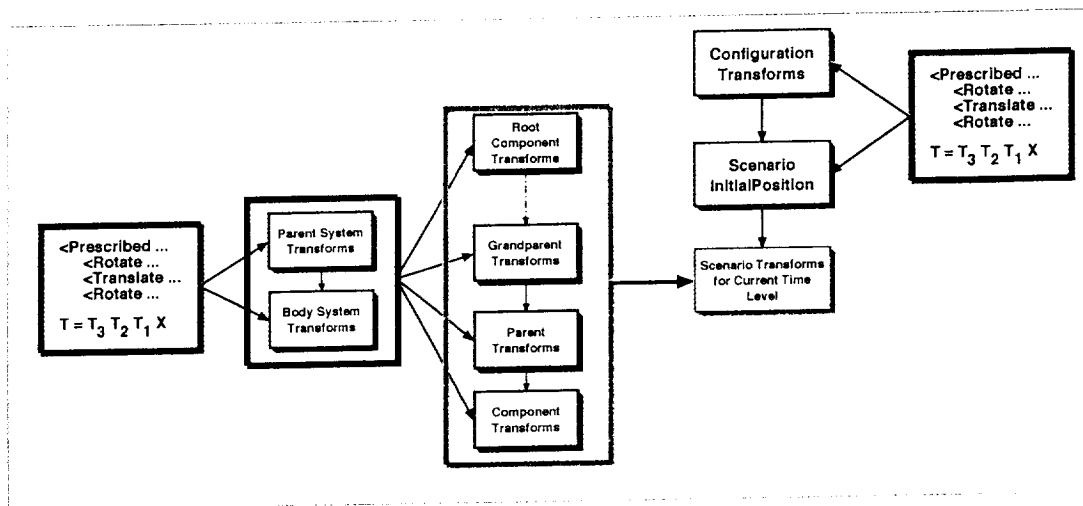 <Prescribed ...
<Rotate ...
<Translate ...
<Rotate ...
T = T3 T2 T1 X
Parent System
Transforms
Body System
Transforms
Root
Component
Transforms
Grandparent
Transforms
Parent
Transforms
Component
Transforms
Configuration
Transforms
Scenario
InitialPosition
Scenario Transforms
for Current Time
Level
<Prescribed ...
<Rotate ...
<Translate ...
<Rotate ...
T = T3 T2 T1 X